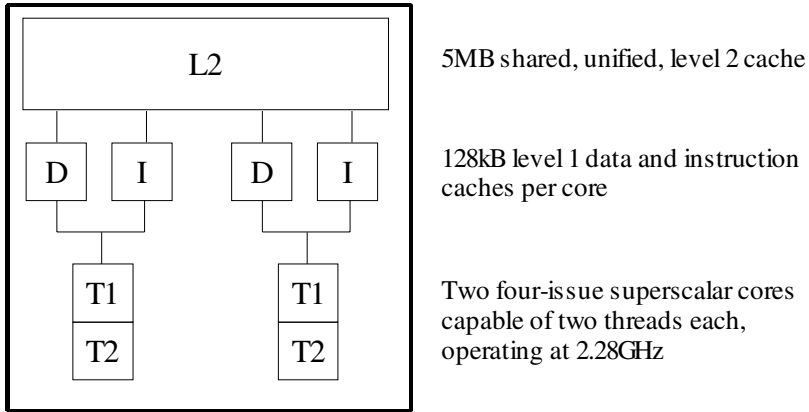 L2
5MB shared, unified, level 2 cache
D I D I
128kB level 1 data and instruction
caches per core
T1 T1
T2 T2
Two four-issue superscalar cores
capable of two threads each,
operating at 2.28GHz